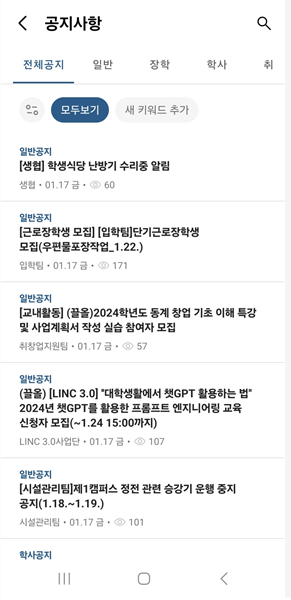 공지사항
전체공지 일반 장학 학사 취
모두보기 새 키워드 추가
일반공지
[생협] 학생식당 난방기 수리중 알림
생협 • 01.17 금 • 60
일반공지
[근로장학생 모집] [입학팀]단기근로장학생
모집(우편물포장작업_1.22.)
입학팀 • 01.17 금 • 171
일반공지
[교내활동] (끌올)2024학년도 동계 창업 기초 이해 특강
및 사업계획서 작성 실습 참여자 모집
취창업지원팀 • 01.17 금 • 57
일반공지
(끌올) [LINC 3.0] "대학생활에서 챗GPT 활용하는 법"
2024년 챗GPT를 활용한 프롬프트 엔지니어링 교육
신청자 모집(~1.24 15:00까지)
LINC 3.0사업단 • 01.17 금 • 107
일반공지
[시설관리팀]제1캠퍼스 정전 관련 승강기 운행 중지
공지(1.18.~1.19.)
시설관리팀 • 01.17 금 • 101
학사공지